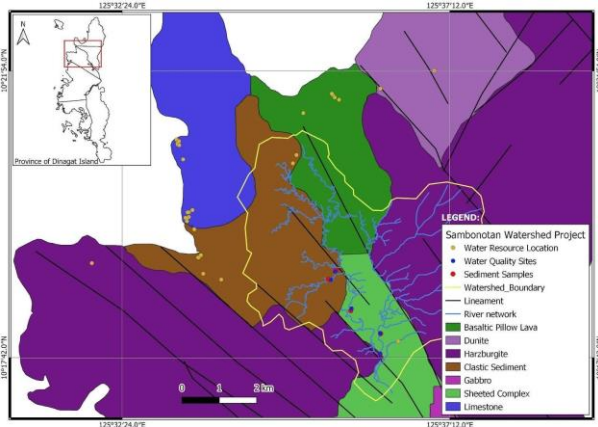 125°32'24.0"E
125°37'12.0"E
N
10°21'54.0"N
Province of Dinagat Island
LEGEND:
Sambonotan Watershed Project
Water Resource Location
Water Quality Sites
Sediment Samples
Watershed_Boundary
Lineament
River network
Basaltic Pillow Lava
Dunite
Harzburgite
Clastic Sediment
Gabbro
Sheeted Complex
Limestone
10°17'42.0"N
0 1 2 km
125°32'24.0"E
125°37'12.0"E